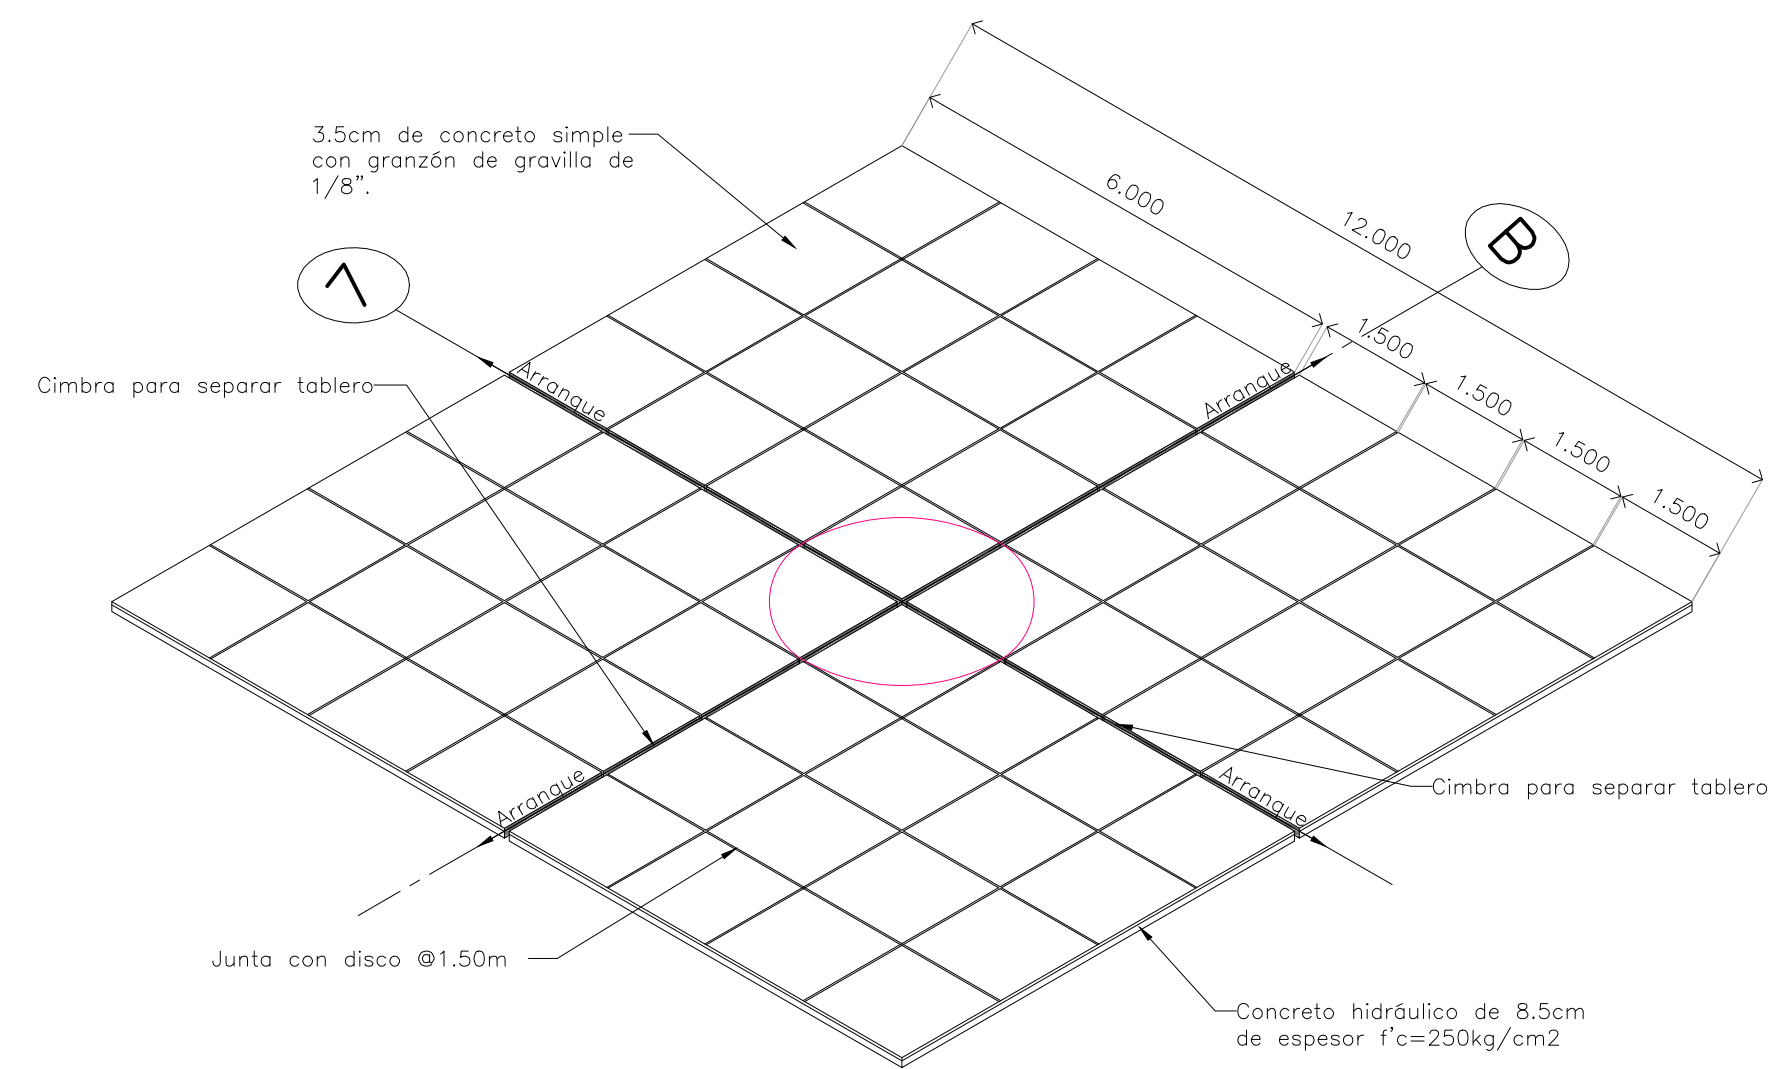 3.5cm de concreto simple
con granzón de gravilla de
1/8".
6.000
12.000
B
7
1.500
1.500
1.500
1.500
Arranque
Arranque
Cimbra para separar tablero
Arranque
Arranque
Cimbra para separar tablero
Junta con disco @1.50m
Concreto hidráulico de 8.5cm
de espesor f'c=250kg/cm2